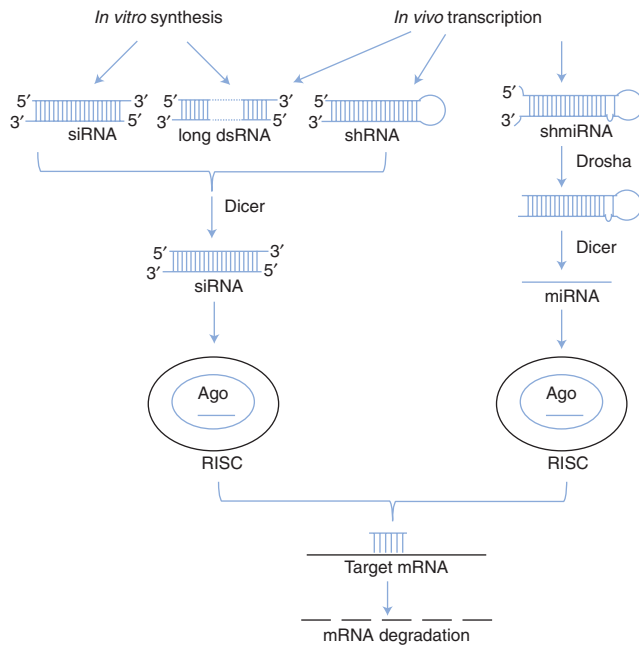 In vitro synthesis
In vivo transcription
5′ 3′
3′ 5′
siRNA
3′
5′
long dsRNA
5′
3′
shRNA
5′
3′
shmiRNA
Drosha
Dicer
Dicer
5′ 3′
3′ 5′
siRNA
miRNA
Ago
RISC
Ago
RISC
Target mRNA
mRNA degradation